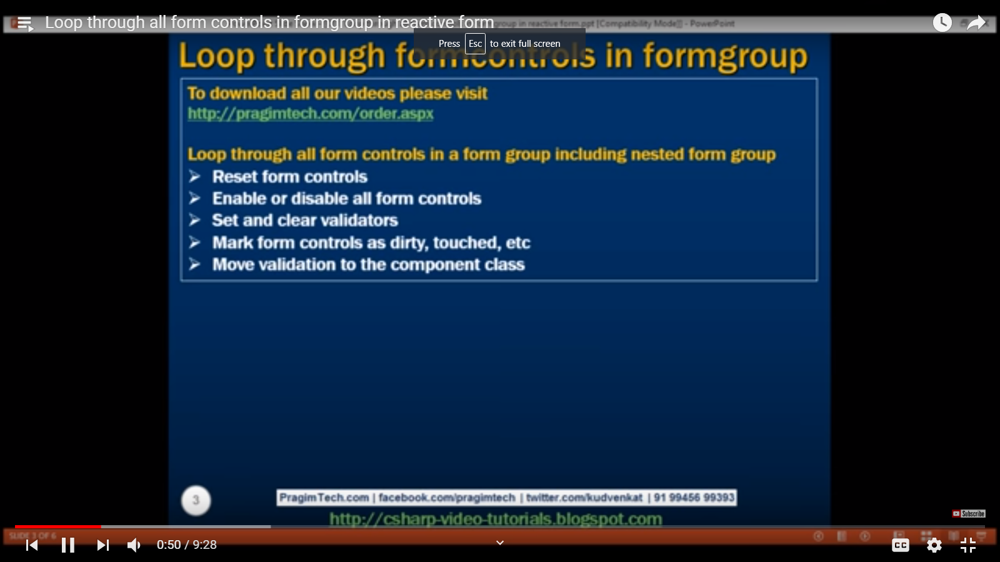 Loop through all form controls in formgroup in reactive form
group in reactive form.ppt [Compatibility Mode] - PowerPoint
Press Esc to exit full screen
Loop through formcontrols in formgroup
To download all our videos please visit
http://pragimtech.com/order.aspx
Loop through all form controls in a form group including nested form group
Reset form controls
Enable or disable all form controls
Set and clear validators
Mark form controls as dirty, touched, etc
Move validation to the component class
3
PragimTech.com | facebook.com/pragimtech | twitter.com/kudvenkat | 91 99456 99393
http://csharp-video-tutorials.blogspot.com
Subscribe
SLIDE 3 OF 6
0:50 / 9:28
CC